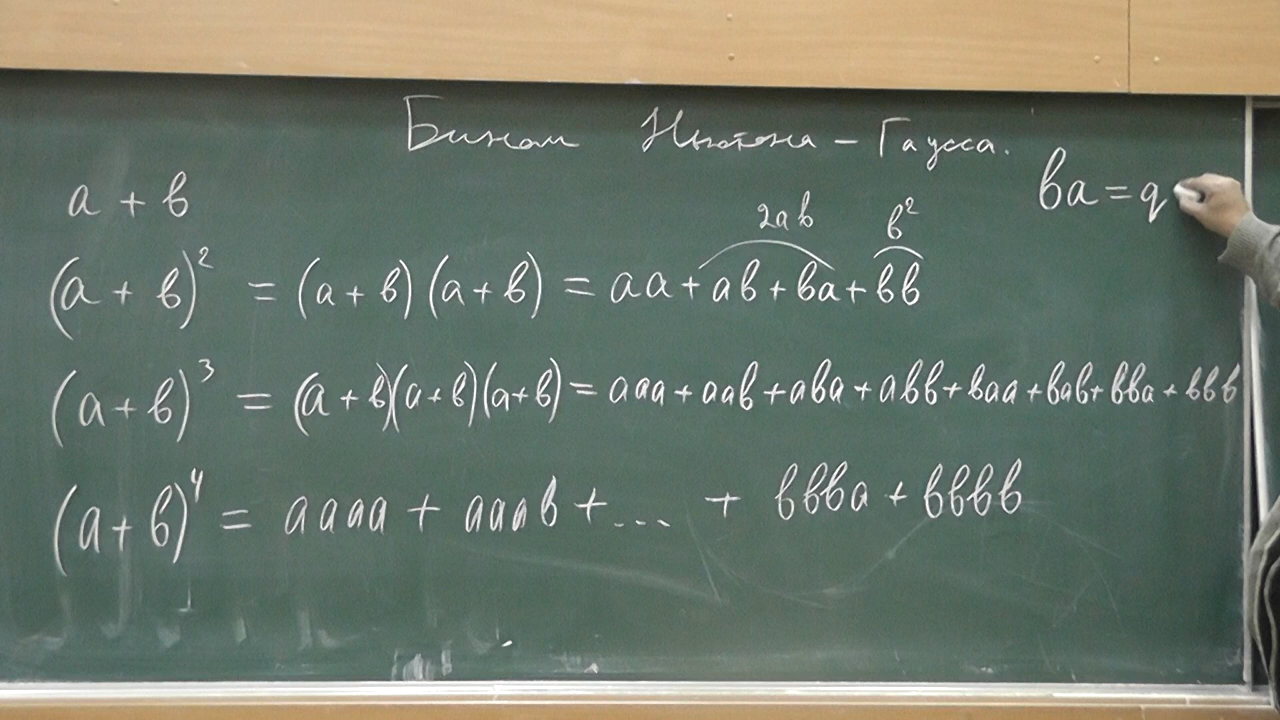 Бином Ньютона – Гаусса.
a + b
ba = q
2ab b²
(a + b)² = (a + b)(a + b) = aa + ab + ba + bb
(a + b)³ = (a + b)(a + b)(a + b) = aaa + aab + aba + abb + baa + bab + bba + bbb
(a + b)⁴ = aaaa + aaab + ... + bbba + bbbb